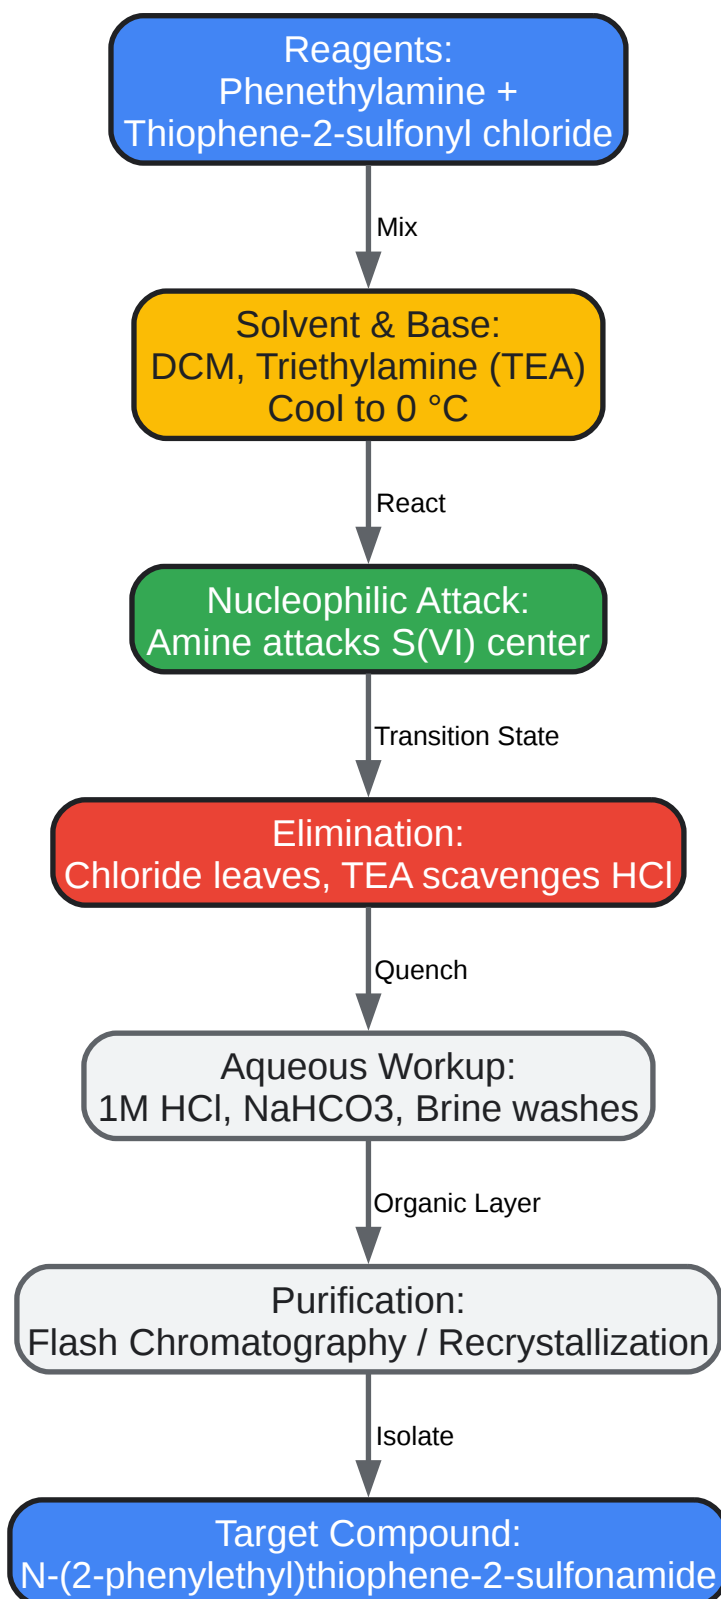 Reagents:
Phenethylamine +
Thiophene-2-sulfonyl chloride
Mix
Solvent & Base:
DCM, Triethylamine (TEA)
Cool to 0 °C
React
Nucleophilic Attack:
Amine attacks S(VI) center
Transition State
Elimination:
Chloride leaves, TEA scavenges HCl
Quench
Aqueous Workup:
1M HCl, NaHCO3, Brine washes
Organic Layer
Purification:
Flash Chromatography / Recrystallization
Isolate
Target Compound:
N-(2-phenylethyl)thiophene-2-sulfonamide